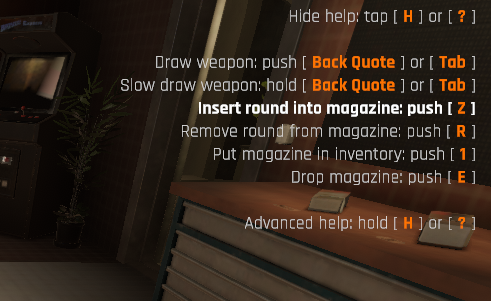 Hide help: tap [ H ] or [ ? ]
Draw weapon: push [ Back Quote ] or [ Tab ]
Slow draw weapon: hold [ Back Quote ] or [ Tab ]
Insert round into magazine: push [ Z ]
Remove round from magazine: push [ R ]
Put magazine in inventory: push [ 1 ]
Drop magazine: push [ E ]
Advanced help: hold [ H ] or [ ? ]